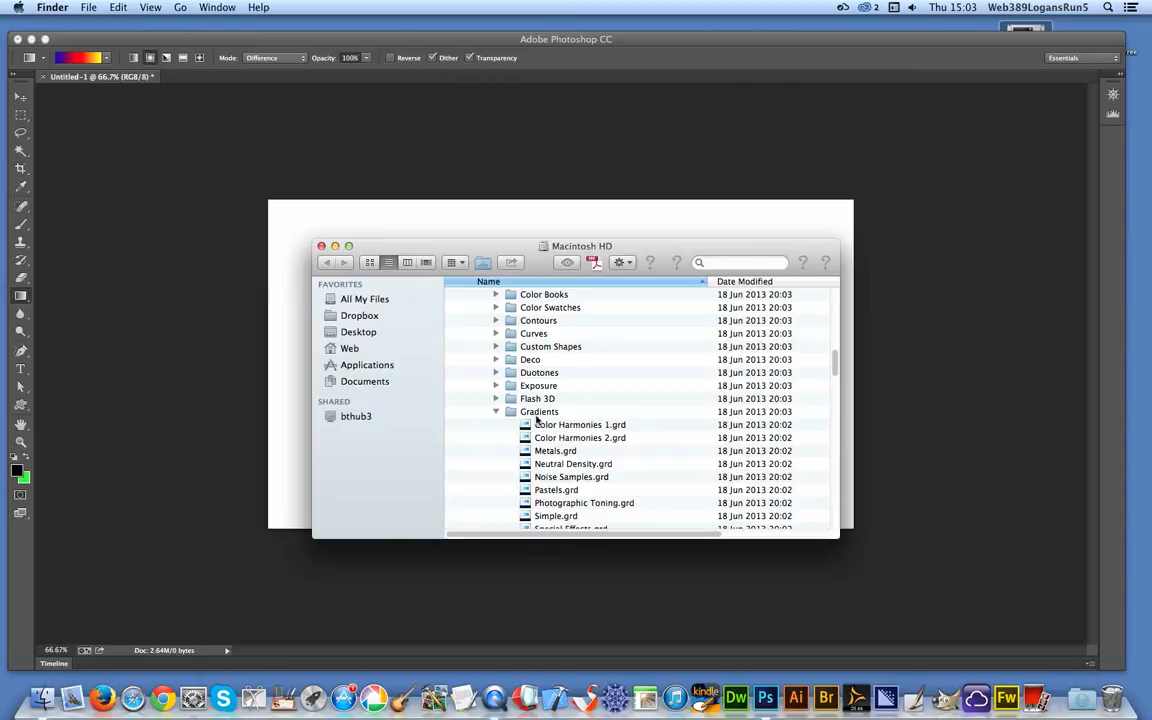 Finder File Edit View Go Window Help 2 Thu 15:03 Web389LogansRun5
Adobe Photoshop CC
Mode: Difference Opacity: 100% Reverse Dither Transparency Essentials
Untitled-1 @ 66.7% (RGB/8) *
Macintosh HD
Name Date Modified
FAVORITES
All My Files
Dropbox
Desktop
Web
Applications
Documents
SHARED
bthub3
Color Books 18 Jun 2013 20:03
Color Swatches 18 Jun 2013 20:03
Contours 18 Jun 2013 20:03
Curves 18 Jun 2013 20:03
Custom Shapes 18 Jun 2013 20:03
Deco 18 Jun 2013 20:03
Duotones 18 Jun 2013 20:03
Exposure 18 Jun 2013 20:03
Flash 3D 18 Jun 2013 20:03
Gradients 18 Jun 2013 20:03
Color Harmonies 1.grd 18 Jun 2013 20:02
Color Harmonies 2.grd 18 Jun 2013 20:02
Metals.grd 18 Jun 2013 20:02
Neutral Density.grd 18 Jun 2013 20:02
Noise Samples.grd 18 Jun 2013 20:02
Pastels.grd 18 Jun 2013 20:02
Photographic Toning.grd 18 Jun 2013 20:02
Simple.grd 18 Jun 2013 20:02
Special Effects.grd 18 Jun 2013 20:02
66.67% Doc: 2.64M/0 bytes
Timeline
kindle Dw Ps Ai Br Fw